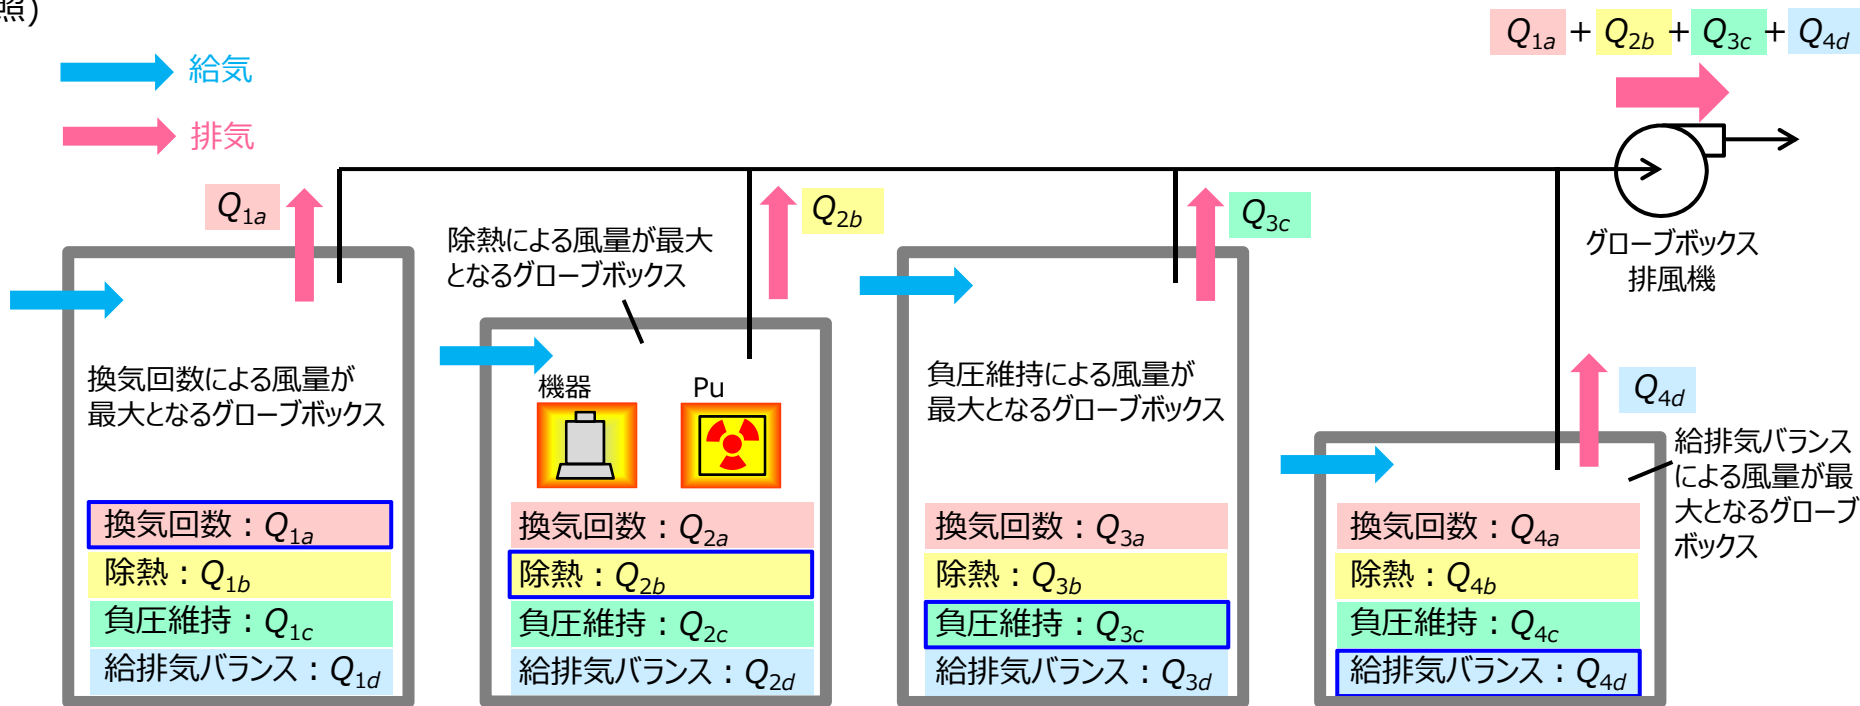 照)
給気
排気
Q1a + Q2b + Q3c + Q4d
Q1a
Q2b
Q3c
Q4d
グローブボックス
排風機
換気回数による風量が
最大となるグローブボックス
換気回数：Q1a
除熱：Q1b
負圧維持：Q1c
給排気バランス：Q1d
除熱による風量が最大
となるグローブボックス
機器
Pu
換気回数：Q2a
除熱：Q2b
負圧維持：Q2c
給排気バランス：Q2d
負圧維持による風量が
最大となるグローブボックス
換気回数：Q3a
除熱：Q3b
負圧維持：Q3c
給排気バランス：Q3d
給排気バランス
による風量が最
大となるグローブ
ボックス
換気回数：Q4a
除熱：Q4b
負圧維持：Q4c
給排気バランス：Q4d